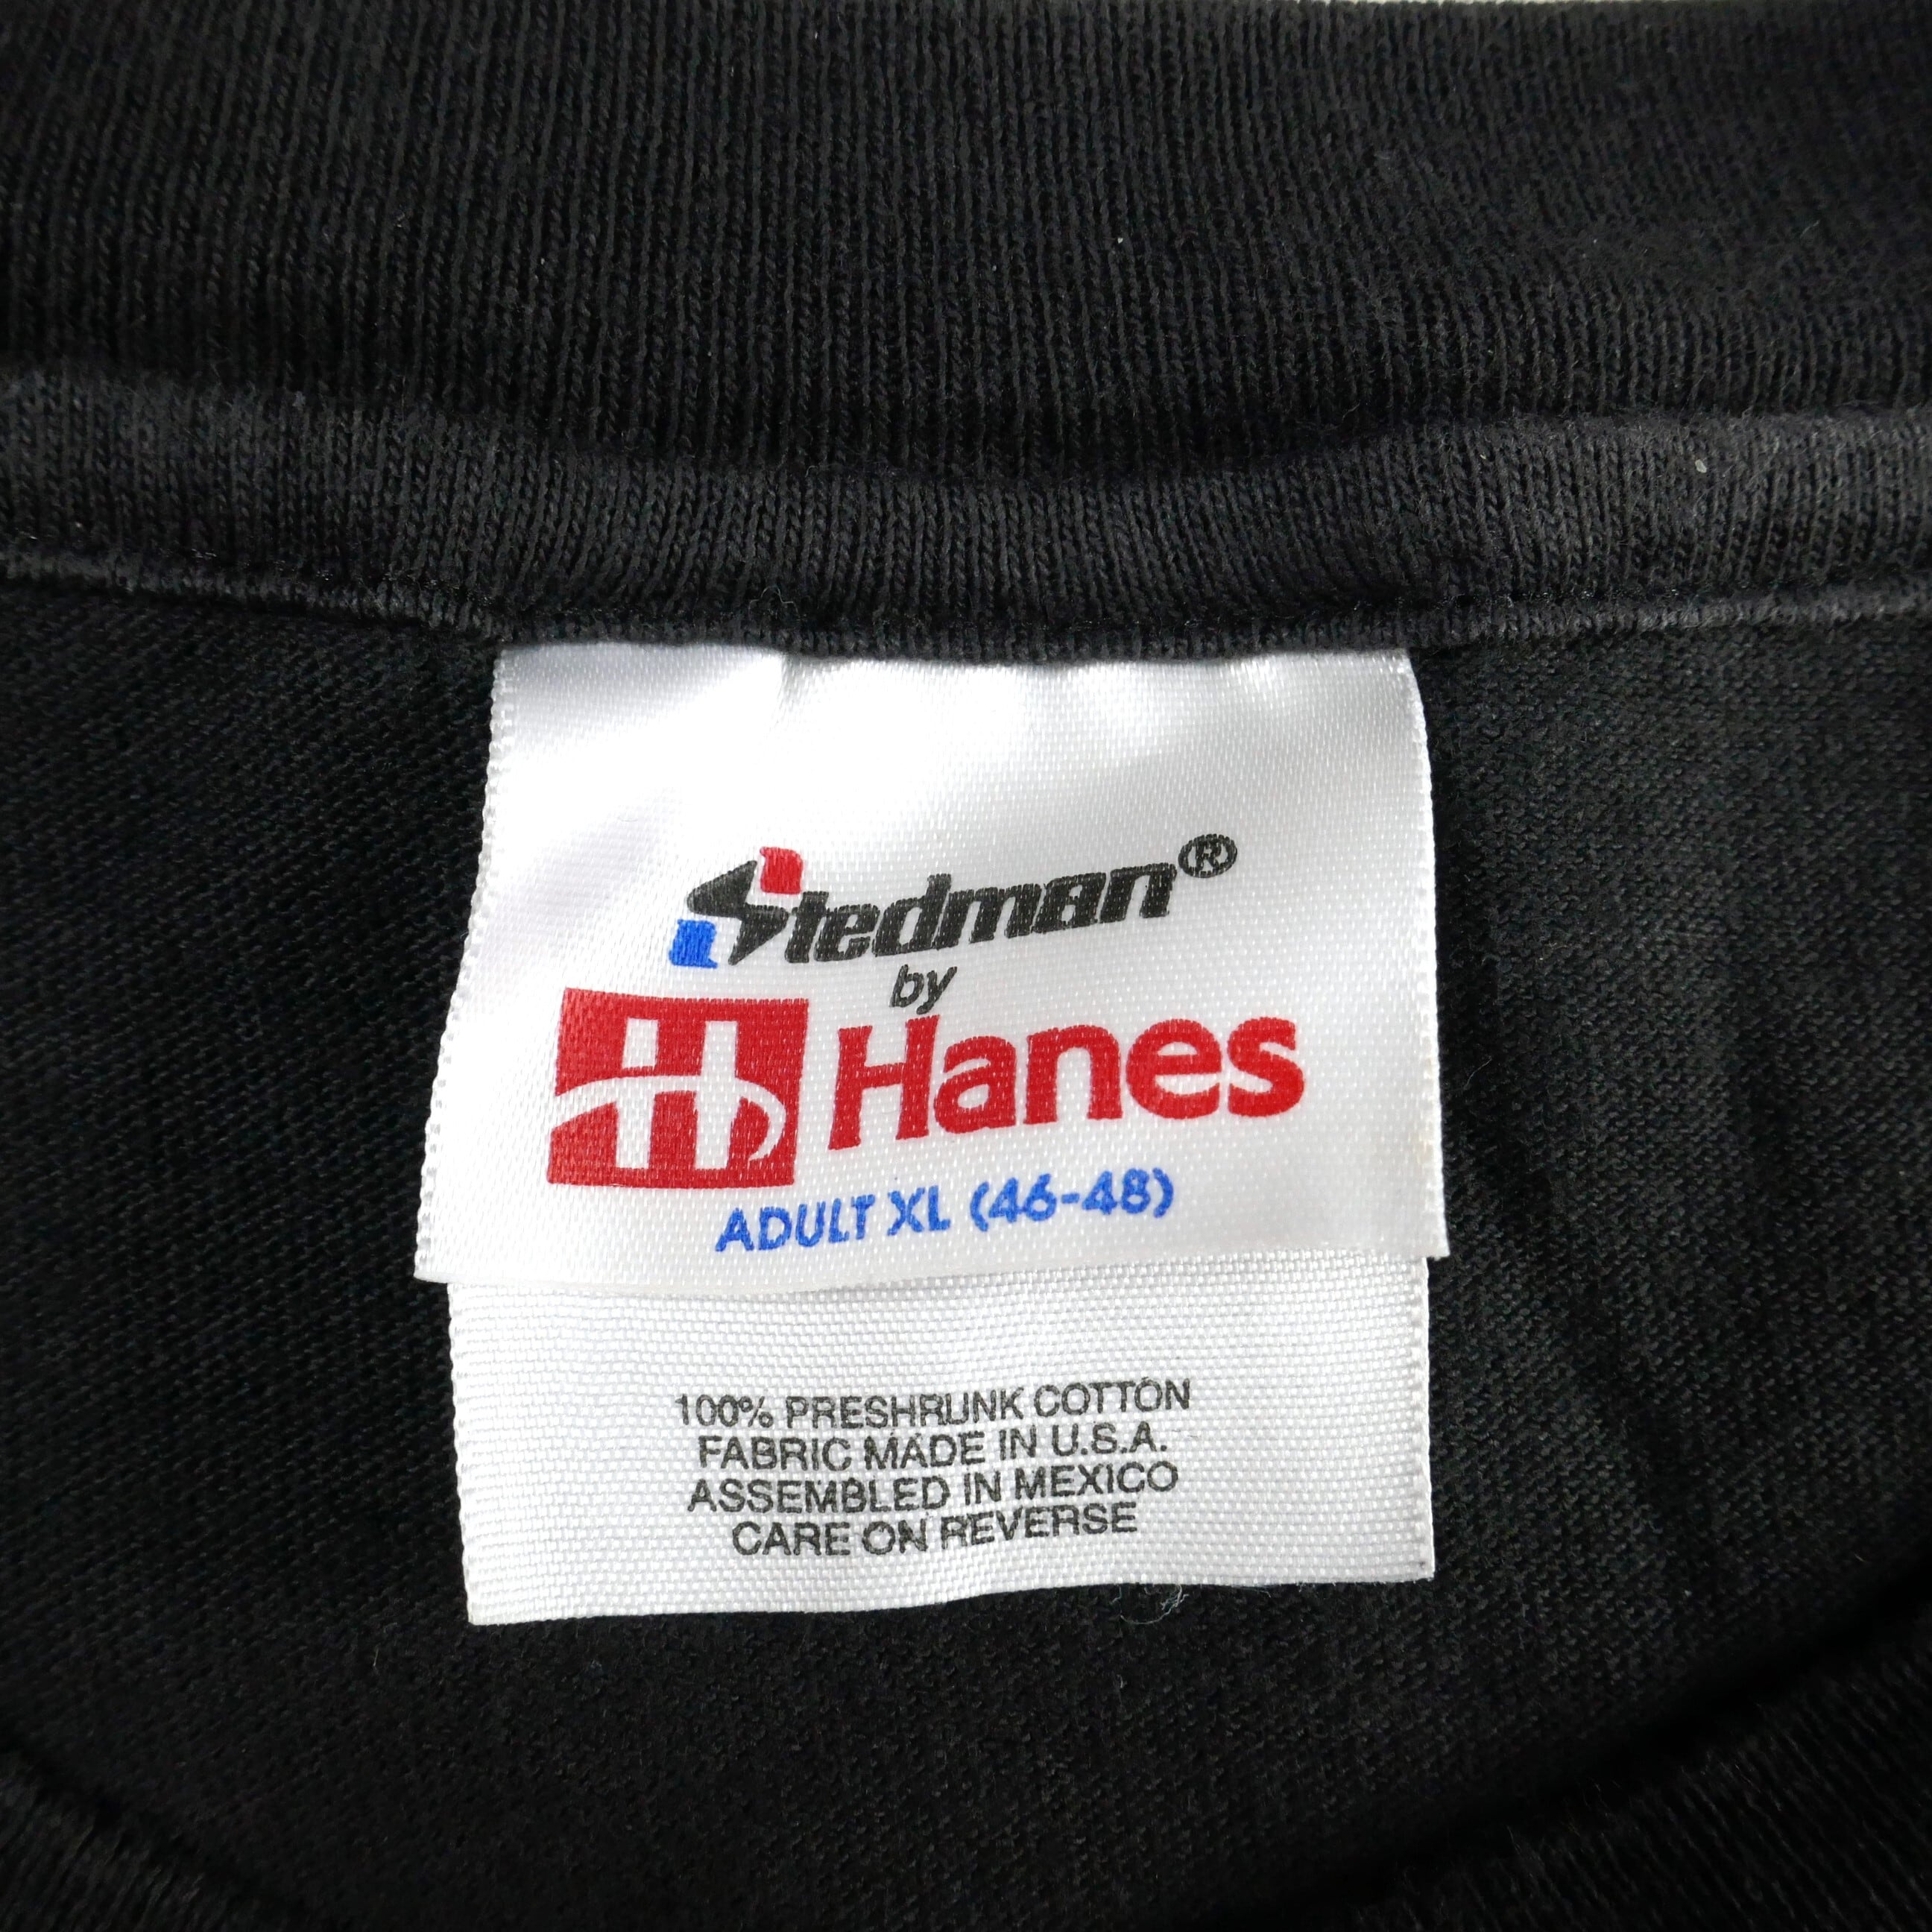 Stedman®
by
H Hanes
ADULT XL (46-48)
100% PRESHRUNK COTTON
FABRIC MADE IN U.S.A.
ASSEMBLED IN MEXICO
CARE ON REVERSE